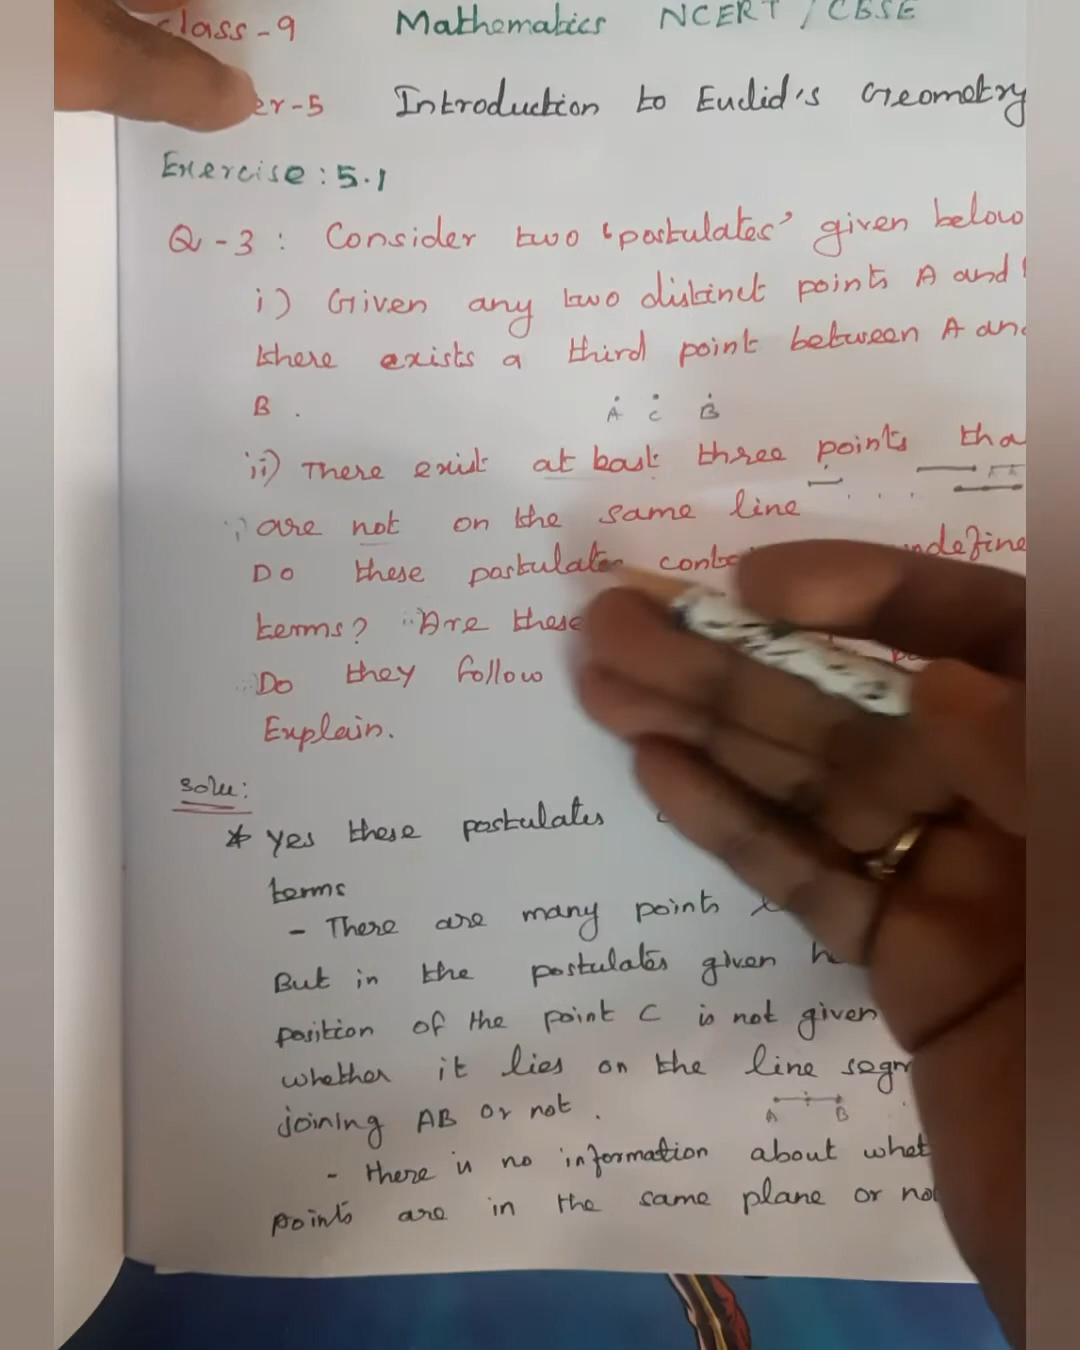 Class-9 Mathematics NCERT / CBSE
er-5 Introduction to Euclid's Geometry
Exercise : 5.1
Q-3 : Consider two 'postulates' given below
i) Given any two distinct points A and
there exists a third point between A and
B .
A C B
ii) There exist at least three points tha
are not on the same line
Do these postulates conta undefine
terms? Are these
Do they follow
Explain.
Solu:
* Yes these postulates
terms
- There are many points
But in the postulates given
position of the point C is not given
whether it lies on the line segm
joining AB or not .
A B
- there is no information about what
points are in the same plane or no